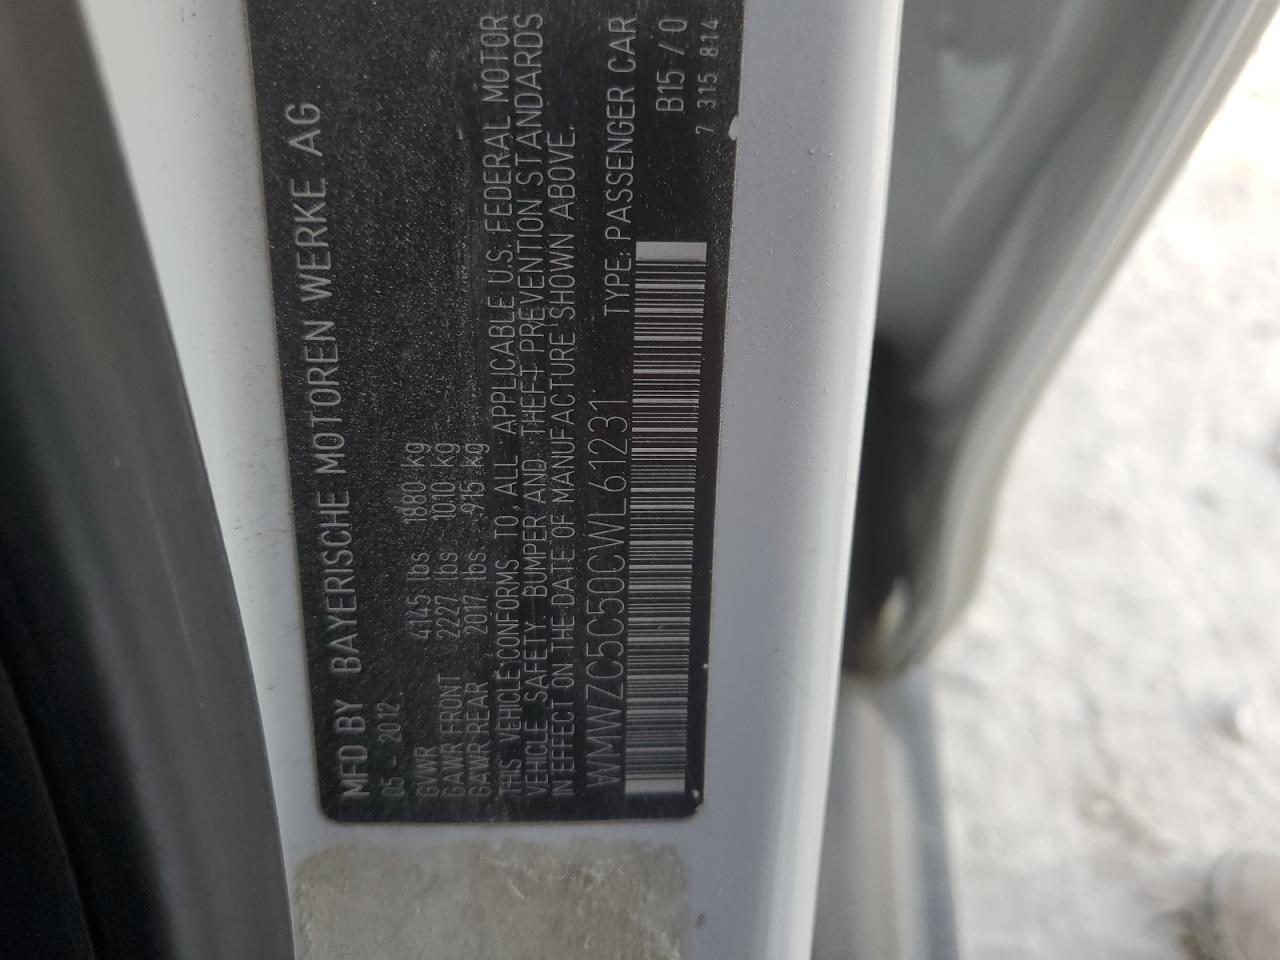 MFD BY BAYERISCHE MOTOREN WERKE AG
05 - 2012
GVWR 4145 lbs. 1880 kg
GAWR FRONT 2227 lbs 1010 kg
GAWR REAR 2017 lbs. 915 kg
THIS VEHICLE CONFORMS TO ALL APPLICABLE U.S. FEDERAL MOTOR
VEHICLE SAFETY, BUMPER AND THEFT PREVENTION STANDARDS
IN EFFECT ON THE DATE OF MANUFACTURE SHOWN ABOVE.
WMWZC5C50CWL61231 TYPE: PASSENGER CAR
B15 / 0
7 315 814